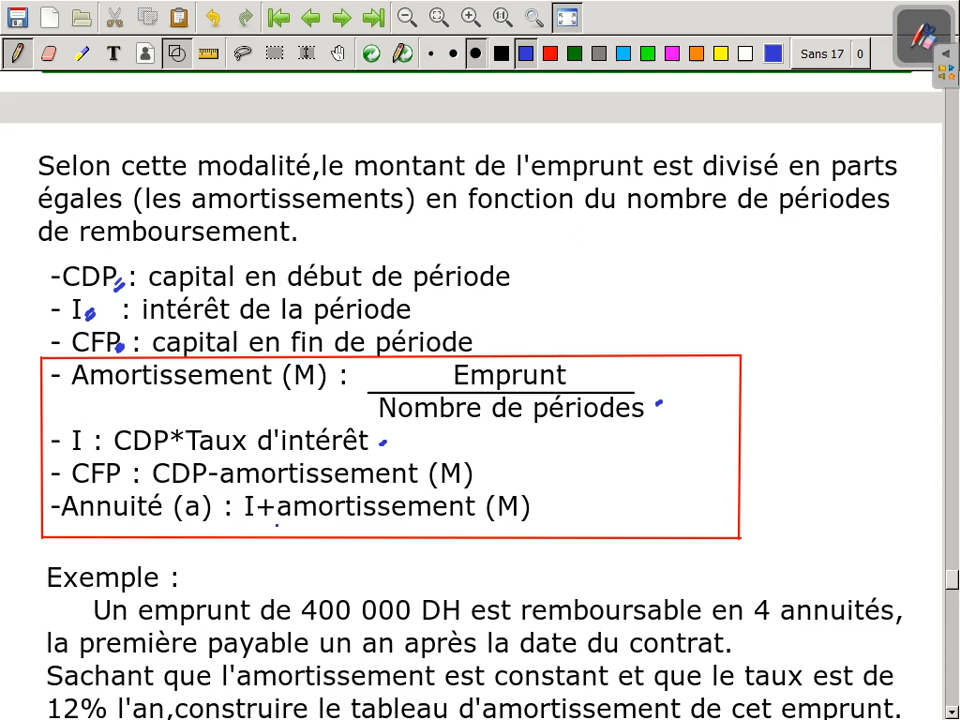 T
Sans 17 0
Selon cette modalité,le montant de l'emprunt est divisé en parts
égales (les amortissements) en fonction du nombre de périodes
de remboursement.
-CDP : capital en début de période
- I : intérêt de la période
- CFP : capital en fin de période
- Amortissement (M) : Emprunt
Nombre de périodes
- I : CDP*Taux d'intérêt
- CFP : CDP-amortissement (M)
-Annuité (a) : I+amortissement (M)
Exemple :
Un emprunt de 400 000 DH est remboursable en 4 annuités,
la première payable un an après la date du contrat.
Sachant que l'amortissement est constant et que le taux est de
12% l'an,construire le tableau d'amortissement de cet emprunt.